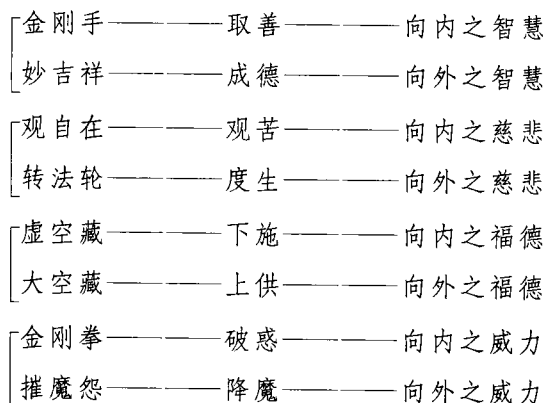 金刚手———取善———向内之智慧
妙吉祥———成德———向外之智慧
观自在———观苦———向内之慈悲
转法轮———度生———向外之慈悲
虚空藏———下施———向内之福德
大空藏———上供———向外之福德
金刚拳———破惑———向内之威力
摧魔怨———降魔———向外之威力